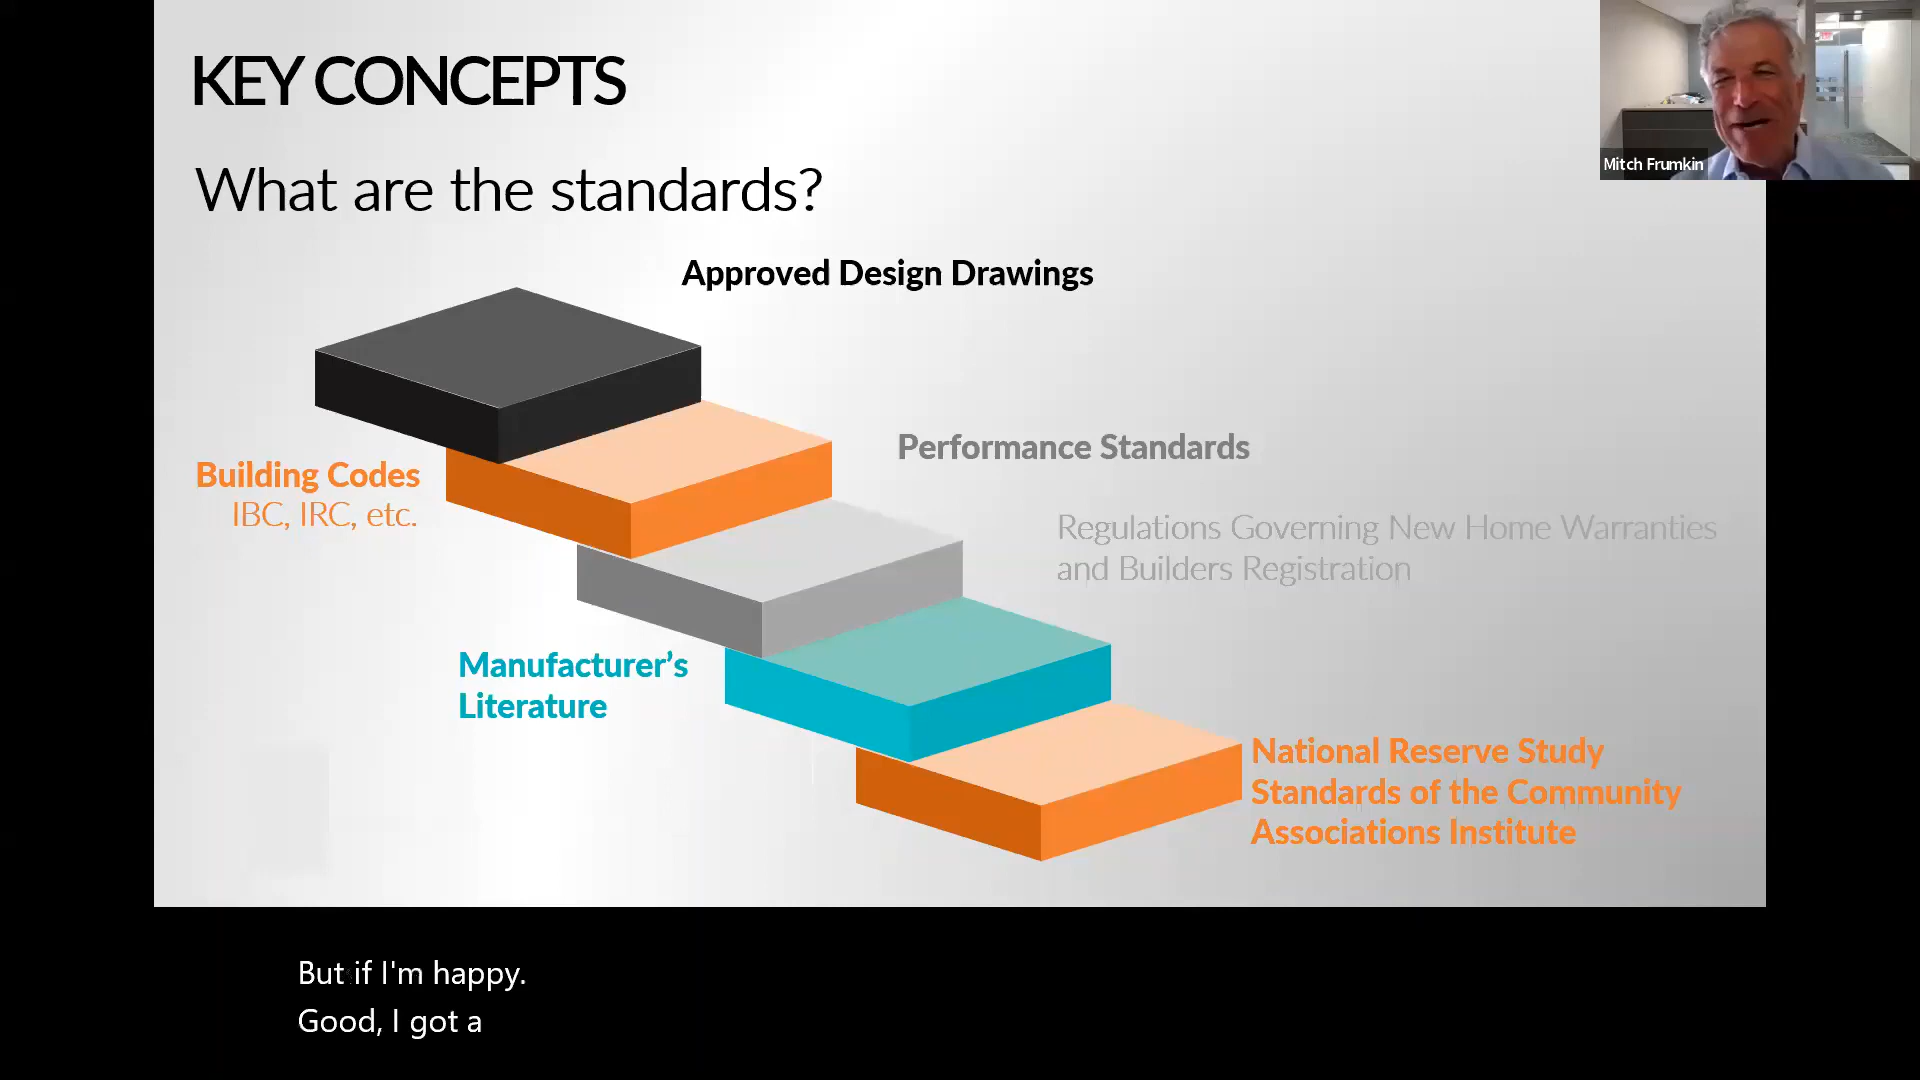 KEY CONCEPTS
What are the standards?
Approved Design Drawings
Building Codes
IBC, IRC, etc.
Performance Standards
Regulations Governing New Home Warranties
and Builders Registration
Manufacturer’s
Literature
National Reserve Study
Standards of the Community
Associations Institute
Mitch Frumkin
But if I'm happy.
Good, I got a